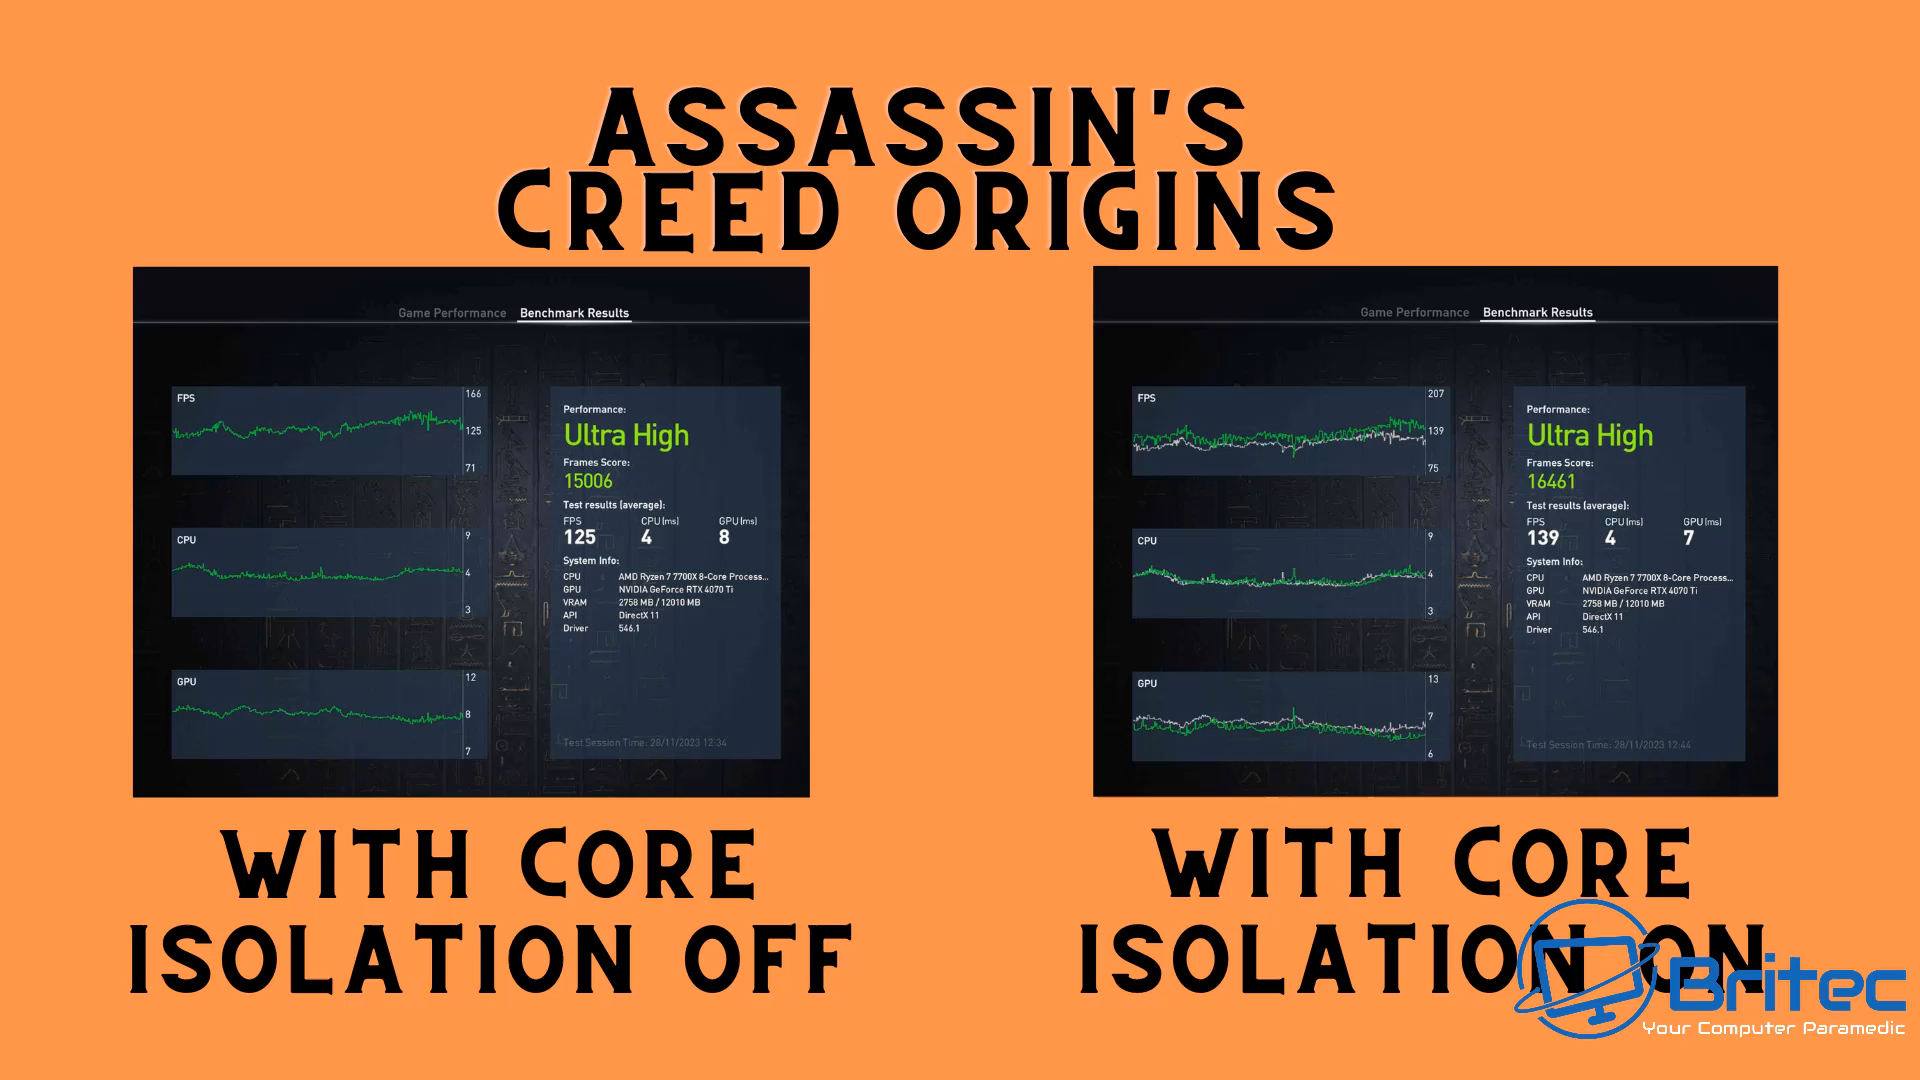 ASSASSIN'S
CREED ORIGINS
Game Performance Benchmark Results
FPS
166
125
71
CPU
9
4
3
GPU
12
8
7
Performance:
Ultra High
Frames Score:
15006
Test results (average):
FPS CPU (ms) GPU (ms)
125 4 8
System Info:
CPU AMD Ryzen 7 7700X 8-Core Process...
GPU NVIDIA GeForce RTX 4070 Ti
VRAM 2758 MB / 12010 MB
API DirectX 11
Driver 546.1
Test Session Time: 28/11/2023 12:34
WITH CORE
ISOLATION OFF
Game Performance Benchmark Results
FPS
207
139
75
CPU
9
4
3
GPU
13
7
6
Performance:
Ultra High
Frames Score:
16461
Test results (average):
FPS CPU (ms) GPU (ms)
139 4 7
System Info:
CPU AMD Ryzen 7 7700X 8-Core Process...
GPU NVIDIA GeForce RTX 4070 Ti
VRAM 2758 MB / 12010 MB
API DirectX 11
Driver 546.1
Test Session Time: 28/11/2023 12:44
WITH CORE
ISOLATION ON
Britec
Your Computer Paramedic